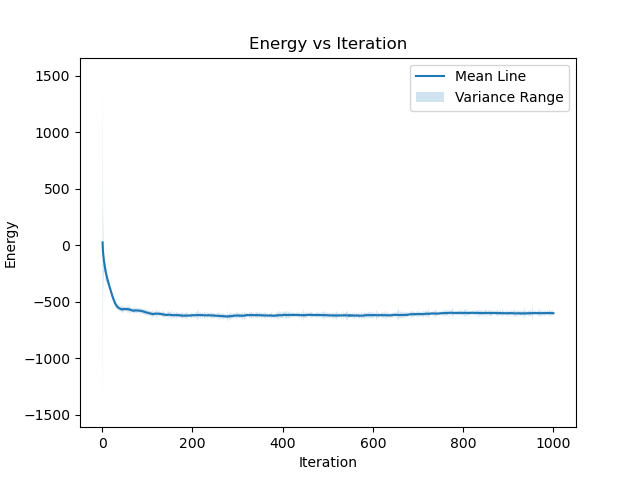 Energy vs Iteration
Mean Line
Variance Range
1500
1000
500
0
−500
−1000
−1500
Energy
0 200 400 600 800 1000
Iteration